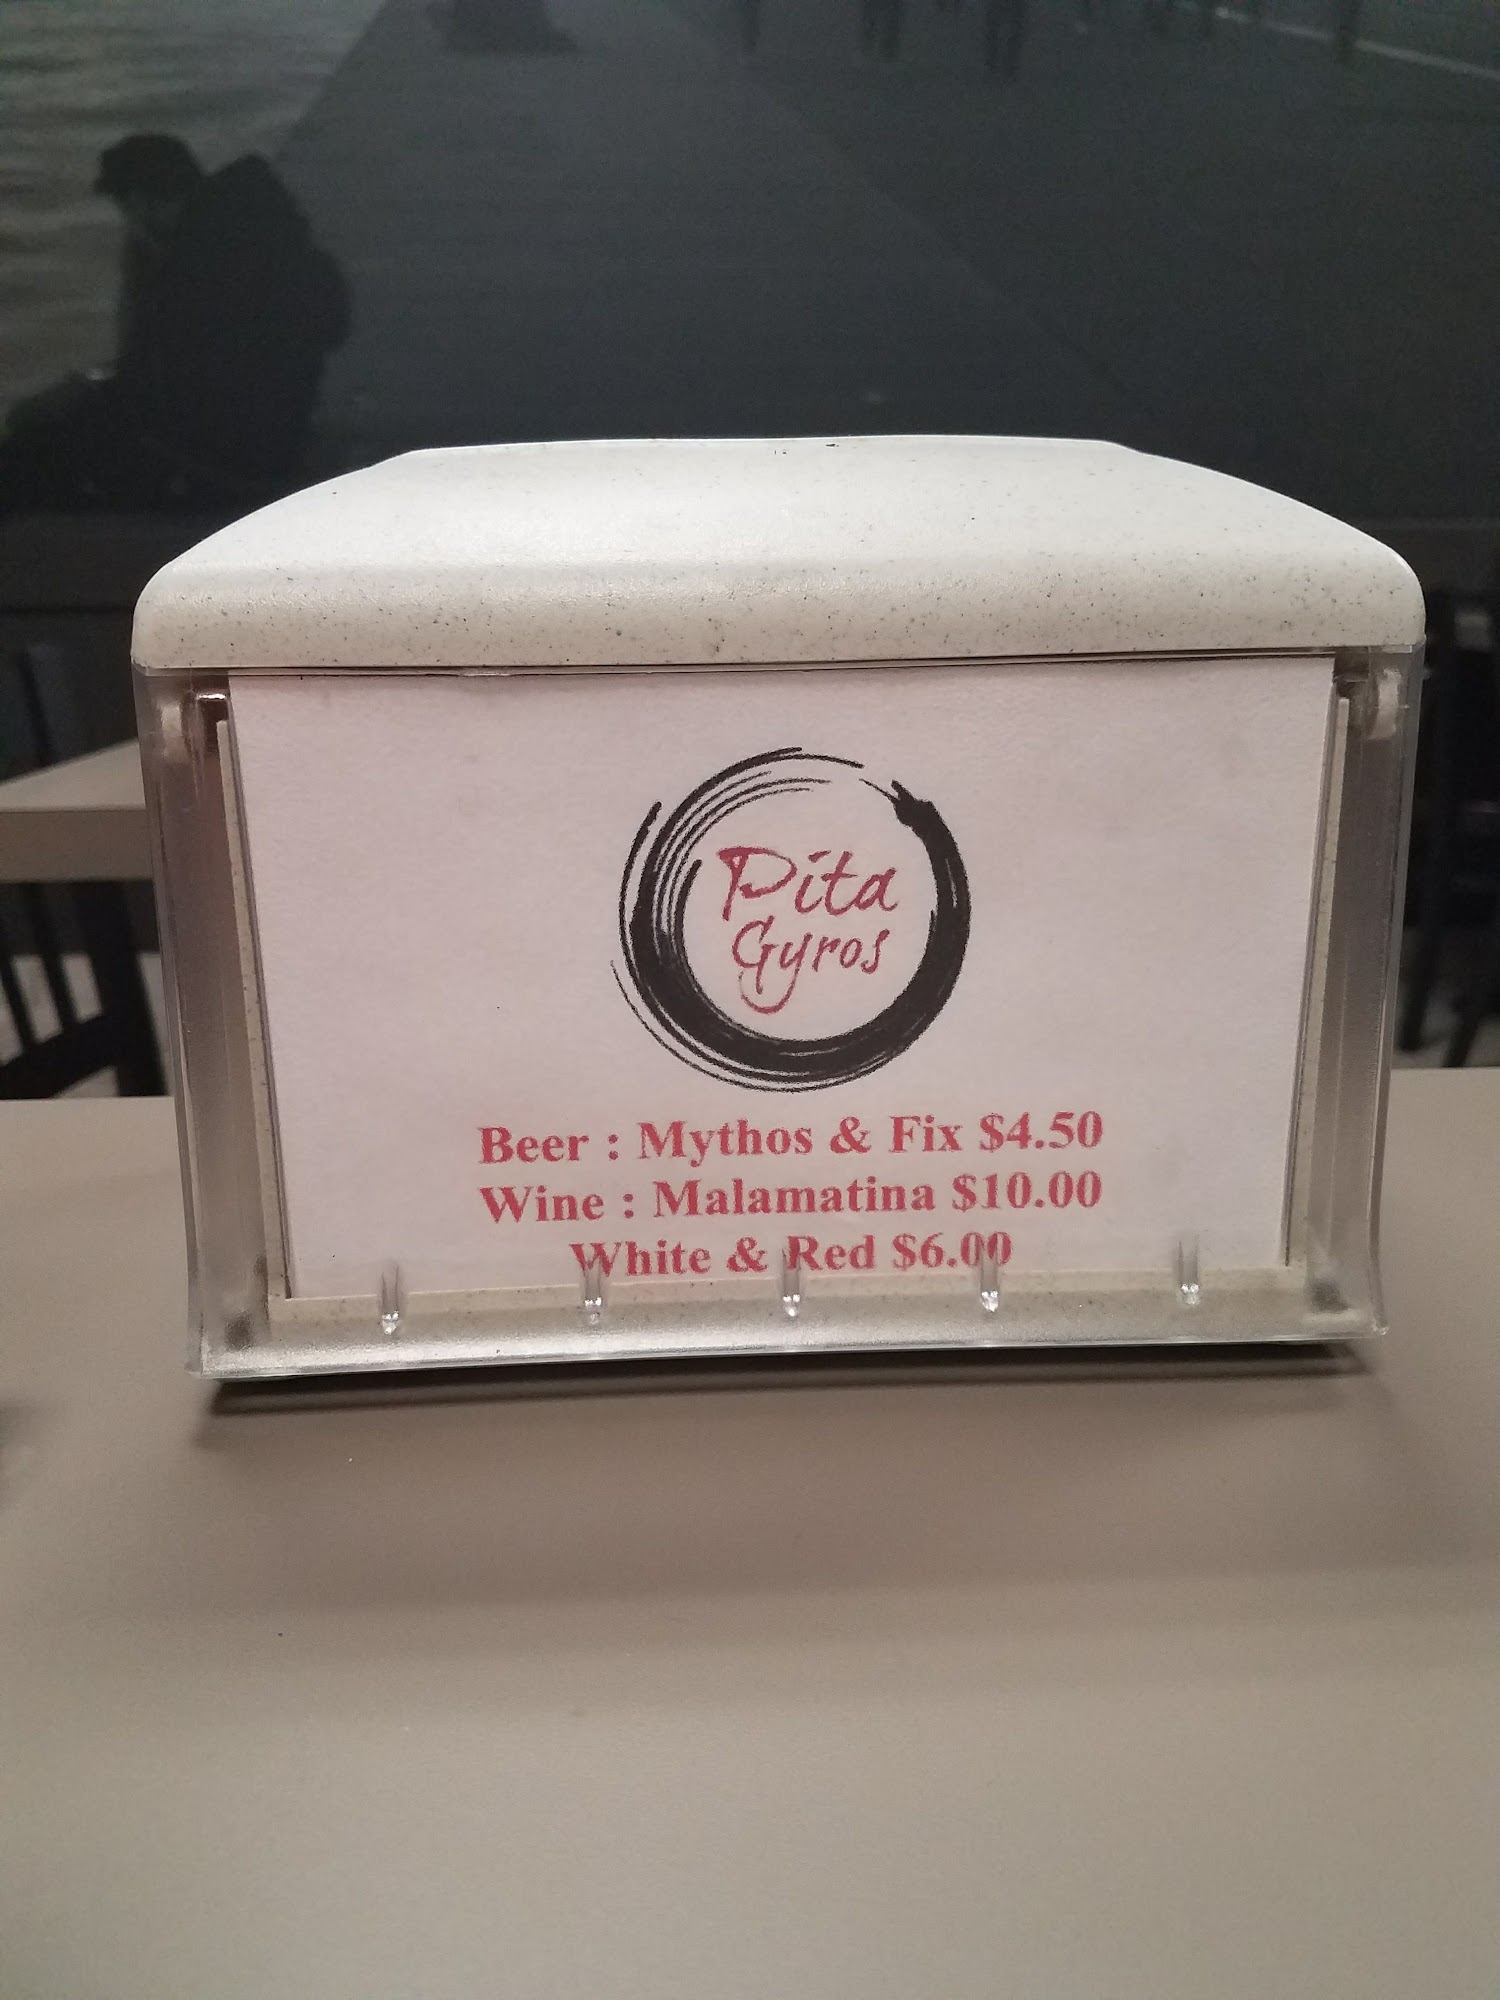 Pita
Gyros
Beer : Mythos & Fix $4.50
Wine : Malamatina $10.00
White & Red $6.00